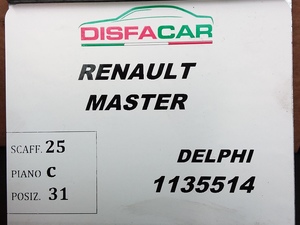 DISFACAR
RENAULT
MASTER
SCAFF. 25
PIANO C
POSIZ. 31
DELPHI
1135514